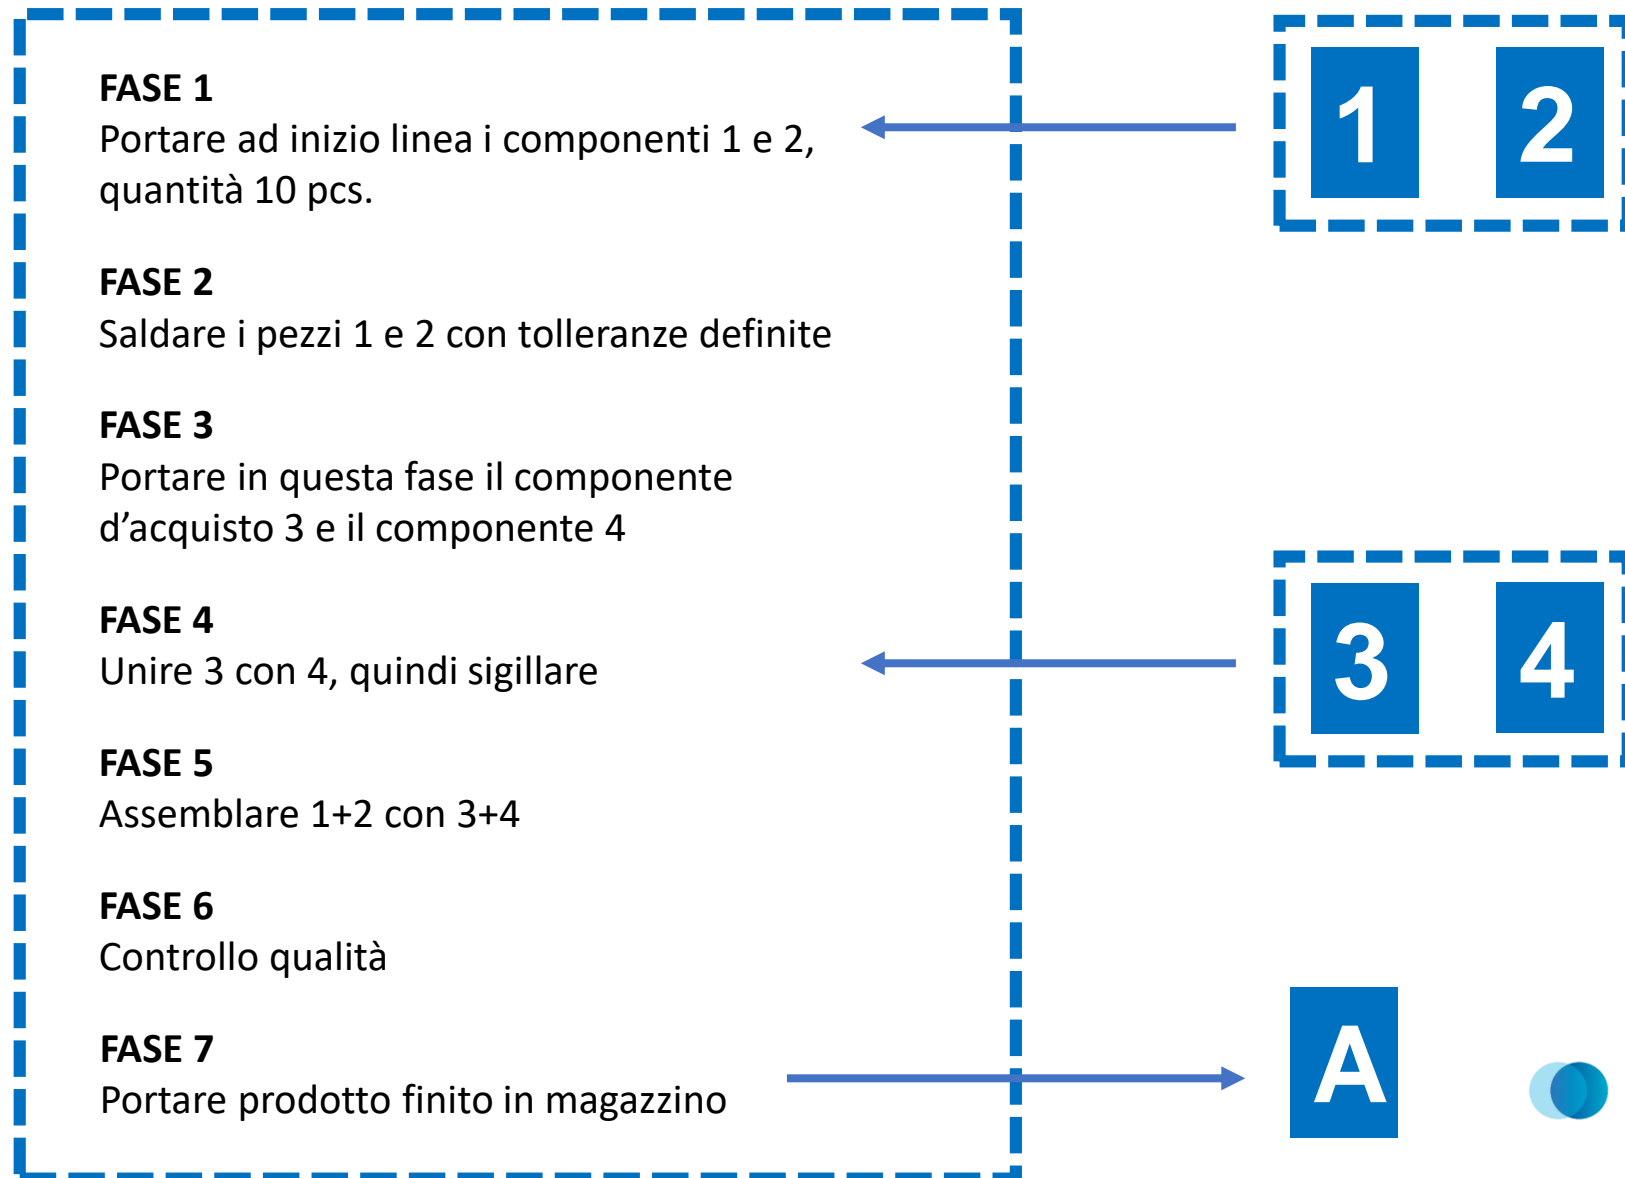 FASE 1
Portare ad inizio linea i componenti 1 e 2,
quantità 10 pcs.
FASE 2
Saldare i pezzi 1 e 2 con tolleranze definite
FASE 3
Portare in questa fase il componente
d’acquisto 3 e il componente 4
FASE 4
Unire 3 con 4, quindi sigillare
FASE 5
Assemblare 1+2 con 3+4
FASE 6
Controllo qualità
FASE 7
Portare prodotto finito in magazzino
1 2
3 4
A